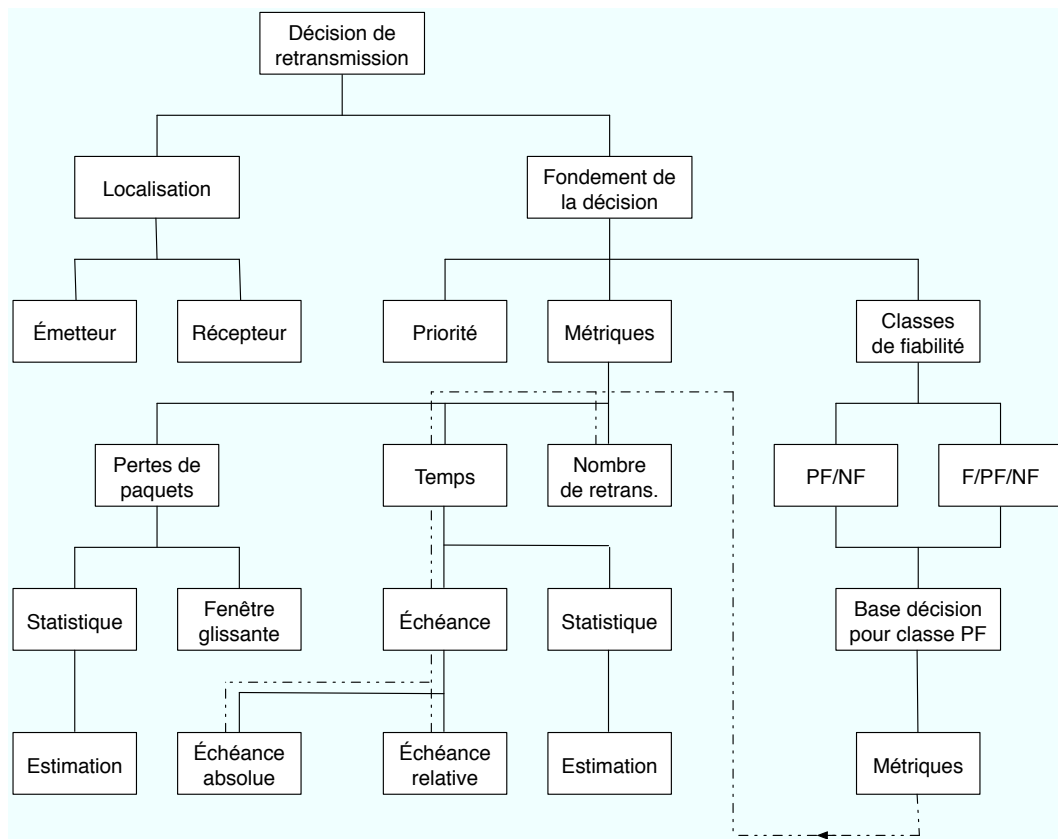 Décision de
retransmission
Localisation
Fondement de
la décision
Émetteur
Récepteur
Priorité
Métriques
Classes
de fiabilité
Pertes de
paquets
Temps
Nombre
de retrans.
PF/NF
F/PF/NF
Statistique
Fenêtre
glissante
Échéance
Statistique
Base décision
pour classe PF
Estimation
Échéance
absolue
Échéance
relative
Estimation
Métriques